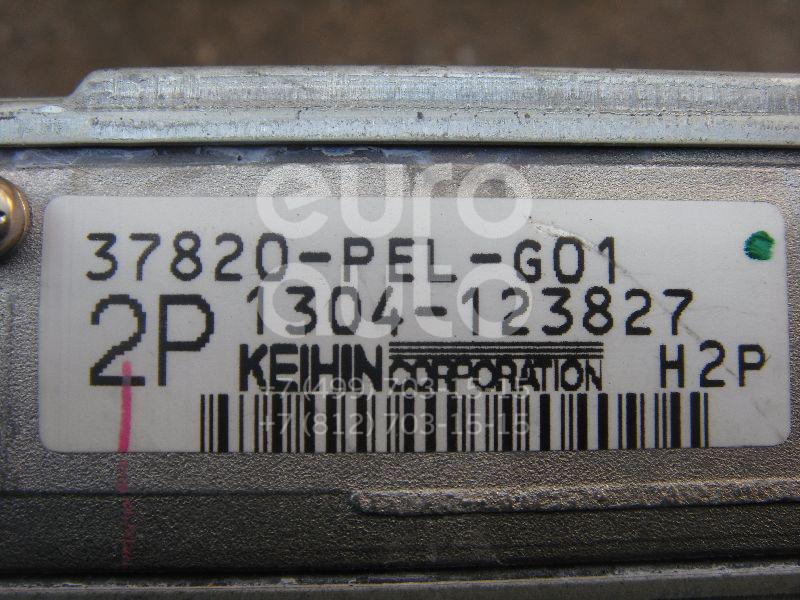 euro
auto
37820-PEL-G01
2P 1304-123827
KEIHIN CORPORATION H2P
+7 (499) 703-15-15
+7 (812) 703-15-15